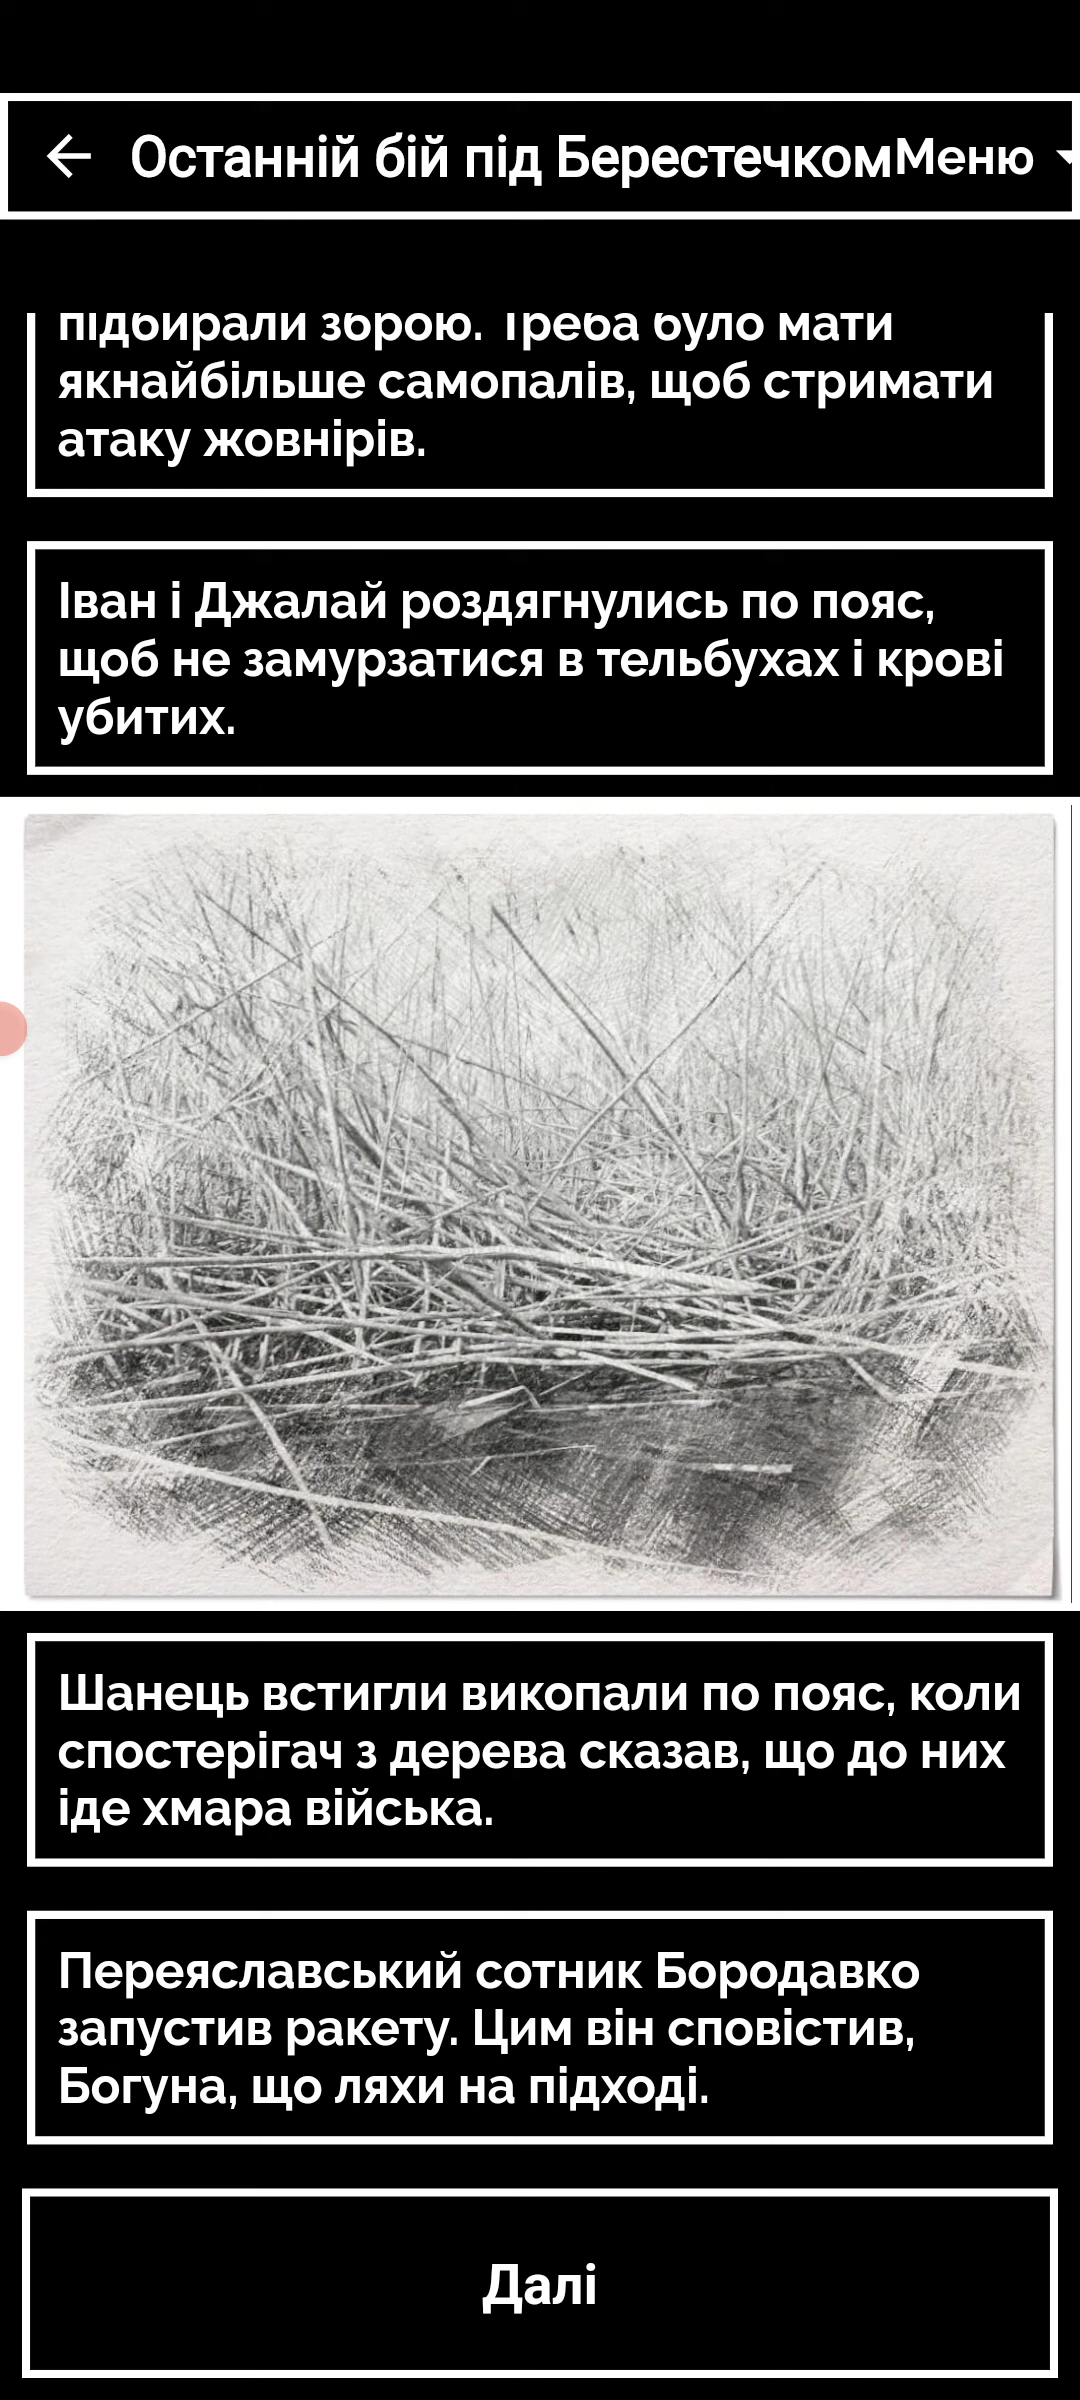 Останній бій під Берестечком Меню
підбирали зброю. Треба було мати
якнайбільше самопалів, щоб стримати
атаку жовнірів.
Іван і Джалай роздягнулись по пояс,
щоб не замурзатися в тельбухах і крові
убитих.
Шанець встигли викопали по пояс, коли
спостерігач з дерева сказав, що до них
іде хмара війська.
Переяславський сотник Бородавко
запустив ракету. Цим він сповістив,
Богуна, що ляхи на підході.
Далі